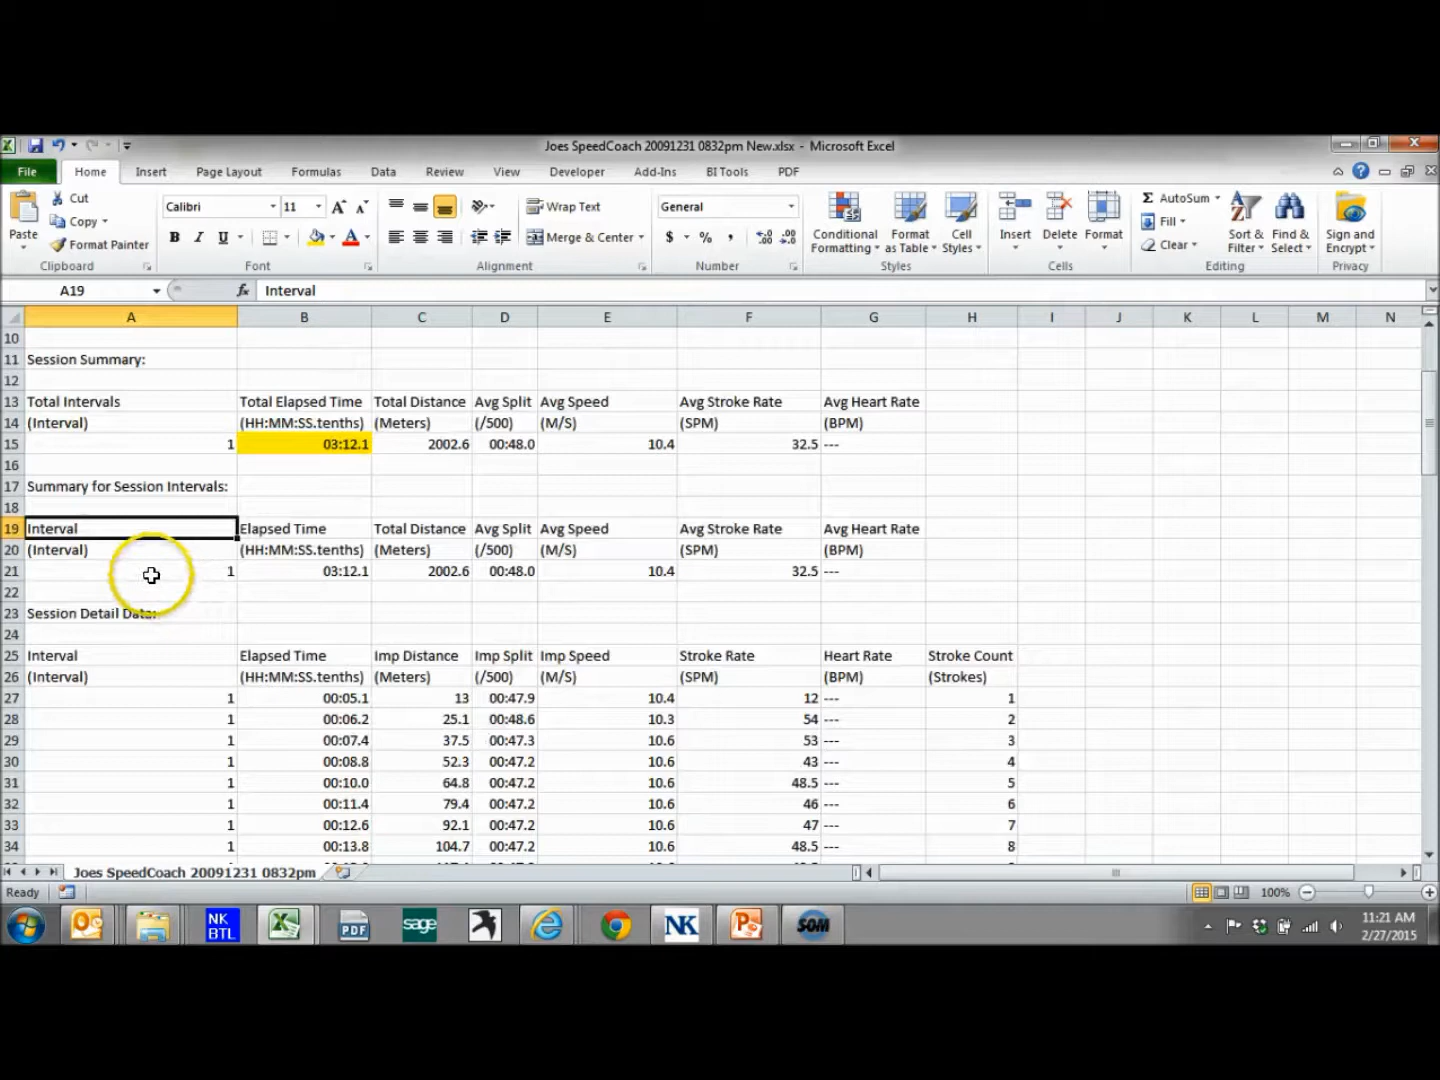 Joes SpeedCoach 20091231 0832pm New.xlsx - Microsoft Excel
File Home Insert Page Layout Formulas Data Review View Developer Add-Ins BI Tools PDF
Paste Cut Copy Format Painter
Calibri 11 B I U
Wrap Text Merge & Center
General $ % ,
Conditional Formatting Format as Table Cell Styles
Insert Delete Format
AutoSum Fill Clear Sort & Filter Find & Select
Sign and Encrypt
Clipboard Font Alignment Number Styles Cells Editing Privacy
A19 fx Interval
A B C D E F G H I J K L M N
10
11 Session Summary:
12
13 Total Intervals Total Elapsed Time Total Distance Avg Split Avg Speed Avg Stroke Rate Avg Heart Rate
14 (Interval) (HH:MM:SS.tenths) (Meters) (/500) (M/S) (SPM) (BPM)
15 1 03:12.1 2002.6 00:48.0 10.4 32.5 ---
16
17 Summary for Session Intervals:
18
19 Interval Elapsed Time Total Distance Avg Split Avg Speed Avg Stroke Rate Avg Heart Rate
20 (Interval) (HH:MM:SS.tenths) (Meters) (/500) (M/S) (SPM) (BPM)
21 1 03:12.1 2002.6 00:48.0 10.4 32.5 ---
22
23 Session Detail Data:
24
25 Interval Elapsed Time Imp Distance Imp Split Imp Speed Stroke Rate Heart Rate Stroke Count
26 (Interval) (HH:MM:SS.tenths) (Meters) (/500) (M/S) (SPM) (BPM) (Strokes)
27 1 00:05.1 13 00:47.9 10.4 12 --- 1
28 1 00:06.2 25.1 00:48.6 10.3 54 --- 2
29 1 00:07.4 37.5 00:47.3 10.6 53 --- 3
30 1 00:08.8 52.3 00:47.2 10.6 43 --- 4
31 1 00:10.0 64.8 00:47.2 10.6 48.5 --- 5
32 1 00:11.4 79.4 00:47.2 10.6 46 --- 6
33 1 00:12.6 92.1 00:47.2 10.6 47 --- 7
34 1 00:13.8 104.7 00:47.2 10.6 48.5 --- 8
Joes SpeedCoach 20091231 0832pm
Ready 100%
NK BTL PDF sage NK SOM
11:21 AM
2/27/2015